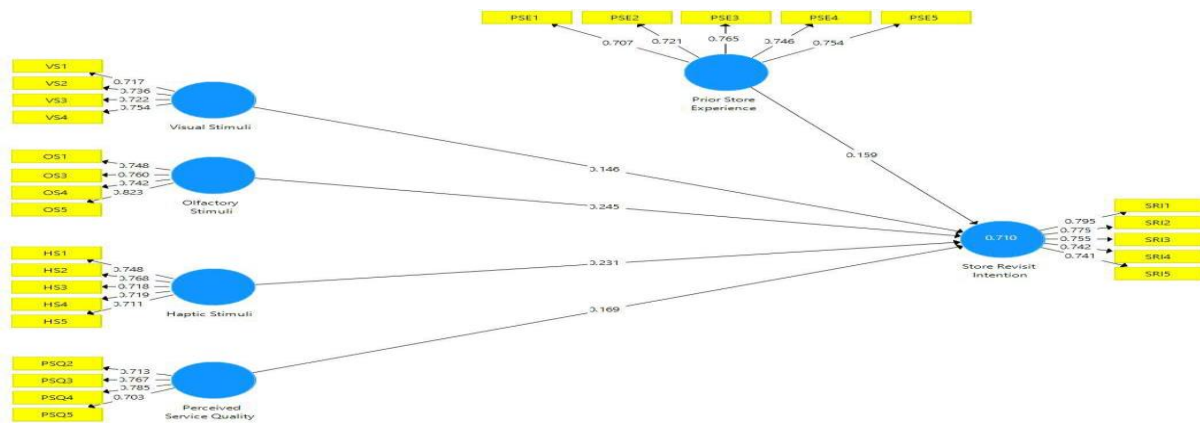 PSE1 PSE2 PSE3 PSE4 PSE5
0.707 0.721 0.765 0.746 0.754
Prior Store
Experience
VS1
VS2
VS3
VS4
0.717
0.736
0.722
0.754
Visual Stimuli
OS1
OS3
OS4
OS5
0.748
0.760
0.742
0.823
Olfactory
Stimuli
HS1
HS2
HS3
HS4
HS5
0.748
0.768
0.718
0.719
0.711
Haptic Stimuli
PSQ2
PSQ3
PSQ4
PSQ5
0.713
0.767
0.785
0.703
Perceived
Service Quality
0.159
0.146
0.245
0.231
0.169
0.710
Store Revisit
Intention
0.795
0.775
0.755
0.742
0.741
SRI1
SRI2
SRI3
SRI4
SRI5